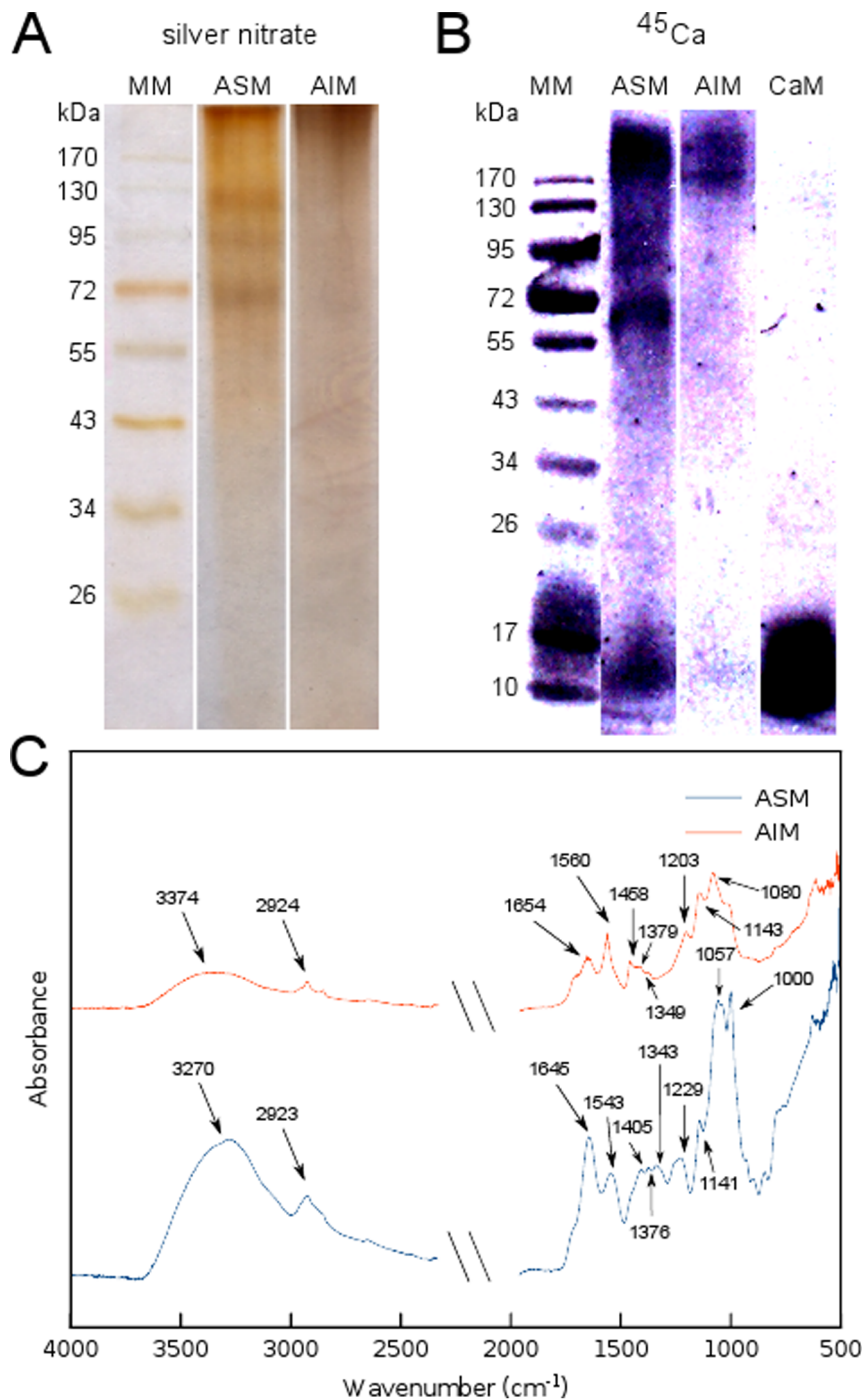 A
silver nitrate
MM ASM AIM
kDa
170
130
95
72
55
43
34
26
B
45Ca
MM ASM AIM CaM
kDa
170
130
95
72
55
43
34
26
17
10
C
ASM
AIM
3374
2924
1654
1560
1458
1379
1349
1203
1080
1143
3270
2923
1645
1543
1405
1376
1343
1229
1141
1057
1000
Absorbance
4000 3500 3000 2500 2000 1500 1000 500
Wavenumber (cm-1)